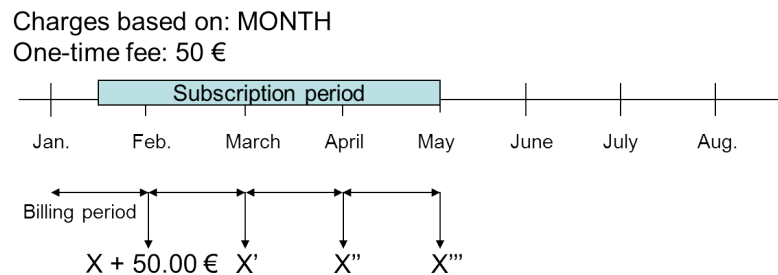 Charges based on: MONTH
One-time fee: 50 €
Subscription period
Jan. Feb. March April May June July Aug.
Billing period
X + 50.00 € X’ X” X”’